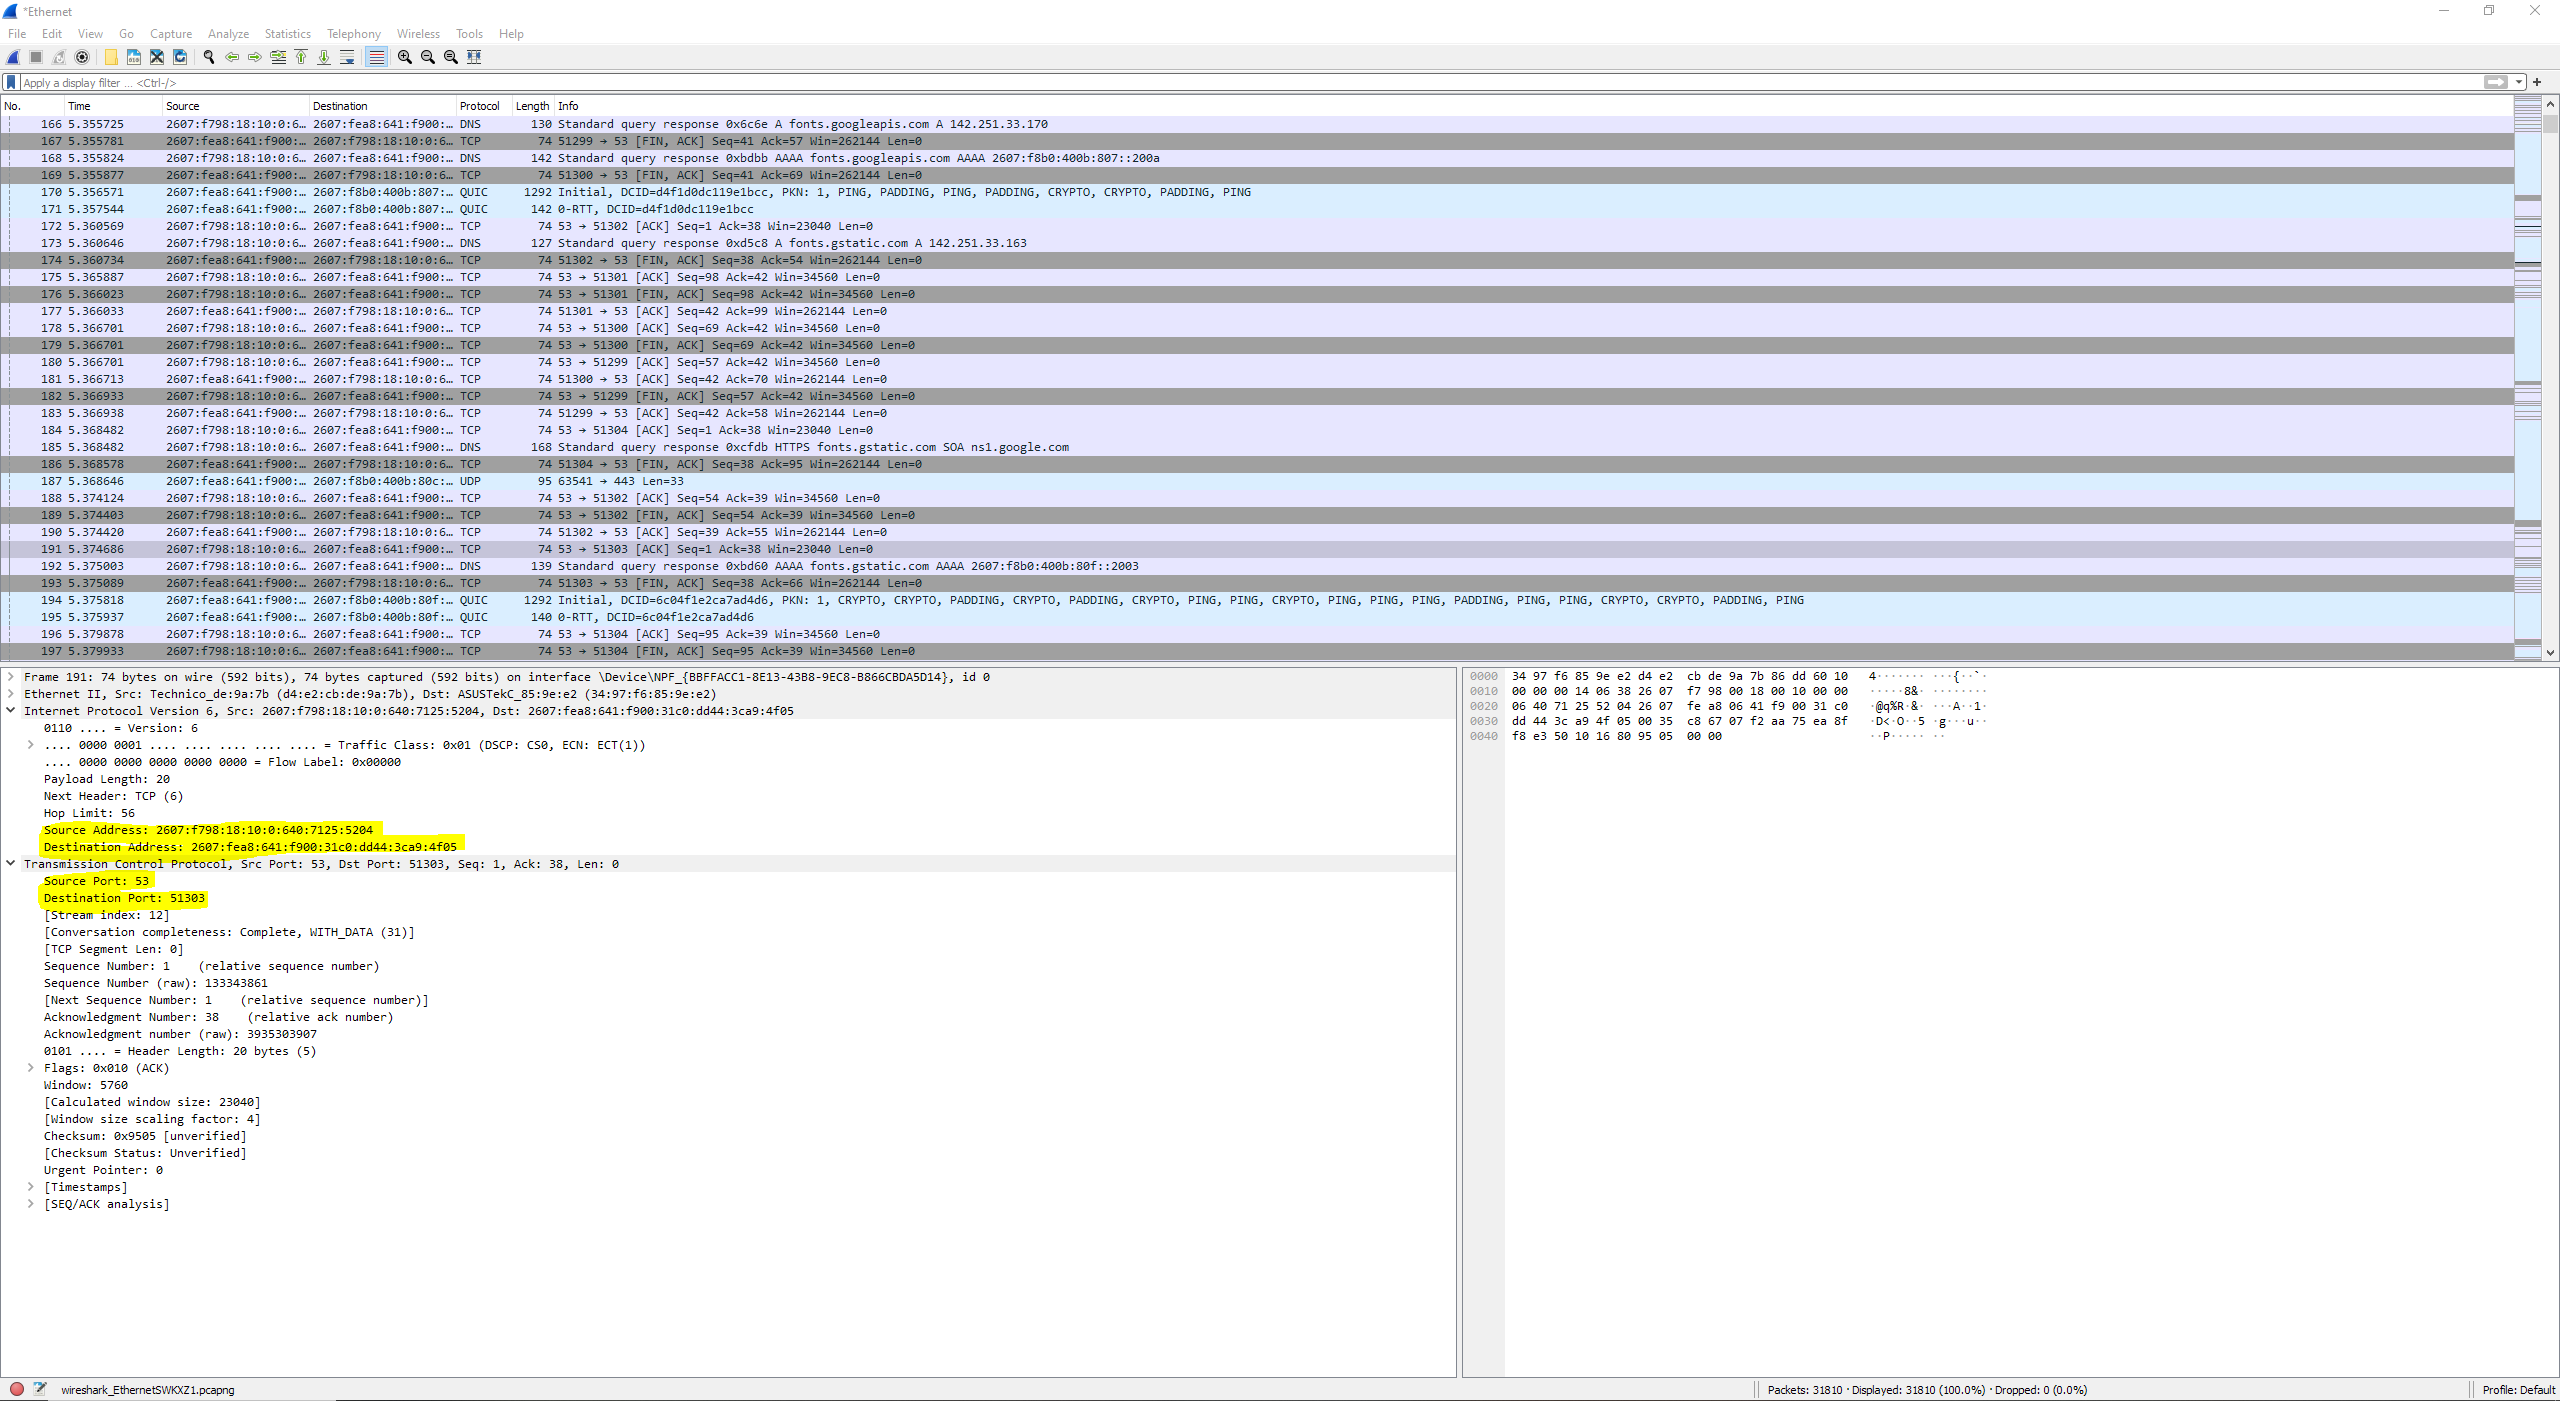 *Ethernet
File Edit View Go Capture Analyze Statistics Telephony Wireless Tools Help
Apply a display filter ... <Ctrl-/>
No. Time Source Destination Protocol Length Info
166 5.355725 2607:f798:18:10:0:6… 2607:fea8:641:f900:… DNS 130 Standard query response 0x6c6e A fonts.googleapis.com A 142.251.33.170
167 5.355781 2607:fea8:641:f900:… 2607:f798:18:10:0:6… TCP 74 51299 → 53 [FIN, ACK] Seq=41 Ack=57 Win=262144 Len=0
168 5.355824 2607:f798:18:10:0:6… 2607:fea8:641:f900:… DNS 142 Standard query response 0xbdbb AAAA fonts.googleapis.com AAAA 2607:f8b0:400b:807::200a
169 5.355877 2607:fea8:641:f900:… 2607:f798:18:10:0:6… TCP 74 51300 → 53 [FIN, ACK] Seq=41 Ack=69 Win=262144 Len=0
170 5.356571 2607:fea8:641:f900:… 2607:f8b0:400b:807:… QUIC 1292 Initial, DCID=d4f1d0dc119e1bcc, PKN: 1, PING, PADDING, PING, PADDING, CRYPTO, CRYPTO, PADDING, PING
171 5.357544 2607:fea8:641:f900:… 2607:f8b0:400b:807:… QUIC 142 0-RTT, DCID=d4f1d0dc119e1bcc
172 5.360569 2607:f798:18:10:0:6… 2607:fea8:641:f900:… TCP 74 53 → 51302 [ACK] Seq=1 Ack=38 Win=23040 Len=0
173 5.360646 2607:f798:18:10:0:6… 2607:fea8:641:f900:… DNS 127 Standard query response 0xd5c8 A fonts.gstatic.com A 142.251.33.163
174 5.360734 2607:fea8:641:f900:… 2607:f798:18:10:0:6… TCP 74 51302 → 53 [FIN, ACK] Seq=38 Ack=54 Win=262144 Len=0
175 5.365887 2607:f798:18:10:0:6… 2607:fea8:641:f900:… TCP 74 53 → 51301 [ACK] Seq=98 Ack=42 Win=34560 Len=0
176 5.366023 2607:f798:18:10:0:6… 2607:fea8:641:f900:… TCP 74 53 → 51301 [FIN, ACK] Seq=98 Ack=42 Win=34560 Len=0
177 5.366033 2607:fea8:641:f900:… 2607:f798:18:10:0:6… TCP 74 51301 → 53 [ACK] Seq=42 Ack=99 Win=262144 Len=0
178 5.366701 2607:f798:18:10:0:6… 2607:fea8:641:f900:… TCP 74 53 → 51300 [ACK] Seq=69 Ack=42 Win=34560 Len=0
179 5.366701 2607:f798:18:10:0:6… 2607:fea8:641:f900:… TCP 74 53 → 51300 [FIN, ACK] Seq=69 Ack=42 Win=34560 Len=0
180 5.366701 2607:f798:18:10:0:6… 2607:fea8:641:f900:… TCP 74 53 → 51299 [ACK] Seq=57 Ack=42 Win=34560 Len=0
181 5.366713 2607:fea8:641:f900:… 2607:f798:18:10:0:6… TCP 74 51300 → 53 [ACK] Seq=42 Ack=70 Win=262144 Len=0
182 5.366933 2607:f798:18:10:0:6… 2607:fea8:641:f900:… TCP 74 53 → 51299 [FIN, ACK] Seq=57 Ack=42 Win=34560 Len=0
183 5.366938 2607:fea8:641:f900:… 2607:f798:18:10:0:6… TCP 74 51299 → 53 [ACK] Seq=42 Ack=58 Win=262144 Len=0
184 5.368482 2607:f798:18:10:0:6… 2607:fea8:641:f900:… TCP 74 53 → 51304 [ACK] Seq=1 Ack=38 Win=23040 Len=0
185 5.368482 2607:f798:18:10:0:6… 2607:fea8:641:f900:… DNS 168 Standard query response 0xcfdb HTTPS fonts.gstatic.com SOA ns1.google.com
186 5.368578 2607:fea8:641:f900:… 2607:f798:18:10:0:6… TCP 74 51304 → 53 [FIN, ACK] Seq=38 Ack=95 Win=262144 Len=0
187 5.368646 2607:fea8:641:f900:… 2607:f8b0:400b:80c:… UDP 95 63541 → 443 Len=33
188 5.374124 2607:f798:18:10:0:6… 2607:fea8:641:f900:… TCP 74 53 → 51302 [ACK] Seq=54 Ack=39 Win=34560 Len=0
189 5.374403 2607:f798:18:10:0:6… 2607:fea8:641:f900:… TCP 74 53 → 51302 [FIN, ACK] Seq=54 Ack=39 Win=34560 Len=0
190 5.374420 2607:fea8:641:f900:… 2607:f798:18:10:0:6… TCP 74 51302 → 53 [ACK] Seq=39 Ack=55 Win=262144 Len=0
191 5.374686 2607:f798:18:10:0:6… 2607:fea8:641:f900:… TCP 74 53 → 51303 [ACK] Seq=1 Ack=38 Win=23040 Len=0
192 5.375003 2607:f798:18:10:0:6… 2607:fea8:641:f900:… DNS 139 Standard query response 0xbd60 AAAA fonts.gstatic.com AAAA 2607:f8b0:400b:80f::2003
193 5.375089 2607:fea8:641:f900:… 2607:f798:18:10:0:6… TCP 74 51303 → 53 [FIN, ACK] Seq=38 Ack=66 Win=262144 Len=0
194 5.375818 2607:fea8:641:f900:… 2607:f8b0:400b:80f:… QUIC 1292 Initial, DCID=6c04f1e2ca7ad4d6, PKN: 1, CRYPTO, CRYPTO, PADDING, CRYPTO, PADDING, CRYPTO, PING, PING, CRYPTO, PING, PING, PING, PADDING, PING, PING, CRYPTO, CRYPTO, PADDING, PING
195 5.375937 2607:fea8:641:f900:… 2607:f8b0:400b:80f:… QUIC 140 0-RTT, DCID=6c04f1e2ca7ad4d6
196 5.379878 2607:f798:18:10:0:6… 2607:fea8:641:f900:… TCP 74 53 → 51304 [ACK] Seq=95 Ack=39 Win=34560 Len=0
197 5.379933 2607:f798:18:10:0:6… 2607:fea8:641:f900:… TCP 74 53 → 51304 [FIN, ACK] Seq=95 Ack=39 Win=34560 Len=0
Frame 191: 74 bytes on wire (592 bits), 74 bytes captured (592 bits) on interface \Device\NPF_{BBFFACC1-8E13-43B8-9EC8-B866CBDA5D14}, id 0
Ethernet II, Src: Technico_de:9a:7b (d4:e2:cb:de:9a:7b), Dst: ASUSTekC_85:9e:e2 (34:97:f6:85:9e:e2)
Internet Protocol Version 6, Src: 2607:f798:18:10:0:640:7125:5204, Dst: 2607:fea8:641:f900:31c0:dd44:3ca9:4f05
0110 .... = Version: 6
.... 0000 0001 .... .... .... .... .... = Traffic Class: 0x01 (DSCP: CS0, ECN: ECT(1))
.... 0000 0000 0000 0000 0000 = Flow Label: 0x00000
Payload Length: 20
Next Header: TCP (6)
Hop Limit: 56
Source Address: 2607:f798:18:10:0:640:7125:5204
Destination Address: 2607:fea8:641:f900:31c0:dd44:3ca9:4f05
Transmission Control Protocol, Src Port: 53, Dst Port: 51303, Seq: 1, Ack: 38, Len: 0
Source Port: 53
Destination Port: 51303
[Stream index: 12]
[Conversation completeness: Complete, WITH_DATA (31)]
[TCP Segment Len: 0]
Sequence Number: 1    (relative sequence number)
Sequence Number (raw): 133343861
[Next Sequence Number: 1    (relative sequence number)]
Acknowledgment Number: 38    (relative ack number)
Acknowledgment number (raw): 3935303907
0101 .... = Header Length: 20 bytes (5)
Flags: 0x010 (ACK)
Window: 5760
[Calculated window size: 23040]
[Window size scaling factor: 4]
Checksum: 0x9505 [unverified]
[Checksum Status: Unverified]
Urgent Pointer: 0
[Timestamps]
[SEQ/ACK analysis]
0000 34 97 f6 85 9e e2 d4 e2 cb de 9a 7b 86 dd 60 10 4······· ···{··`·
0010 00 00 00 14 06 38 26 07 f7 98 00 18 00 10 00 00 ·····8&· ········
0020 06 40 71 25 52 04 26 07 fe a8 06 41 f9 00 31 c0 ·@q%R·&· ···A··1·
0030 dd 44 3c a9 4f 05 00 35 c8 67 07 f2 aa 75 ea 8f ·D<·O··5 ·g···u··
0040 f8 e3 50 10 16 80 95 05 00 00 ··P····· ··
wireshark_EthernetSWKXZ1.pcapng Packets: 31810 · Displayed: 31810 (100.0%) · Dropped: 0 (0.0%) Profile: Default